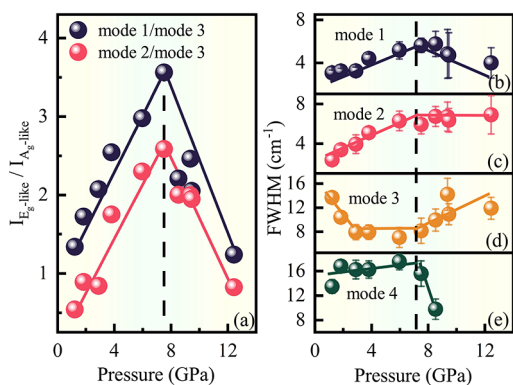 mode 1/mode 3
mode 2/mode 3
I_{E_g-like} / I_{A_g-like}
4
3
2
1
(a)
0 4 8 12
Pressure (GPa)
FWHM (cm⁻¹)
mode 1
8
4
(b)
mode 2
8
4
(c)
mode 3
16
12
8
(d)
mode 4
16
8
(e)
0 4 8 12
Pressure (GPa)